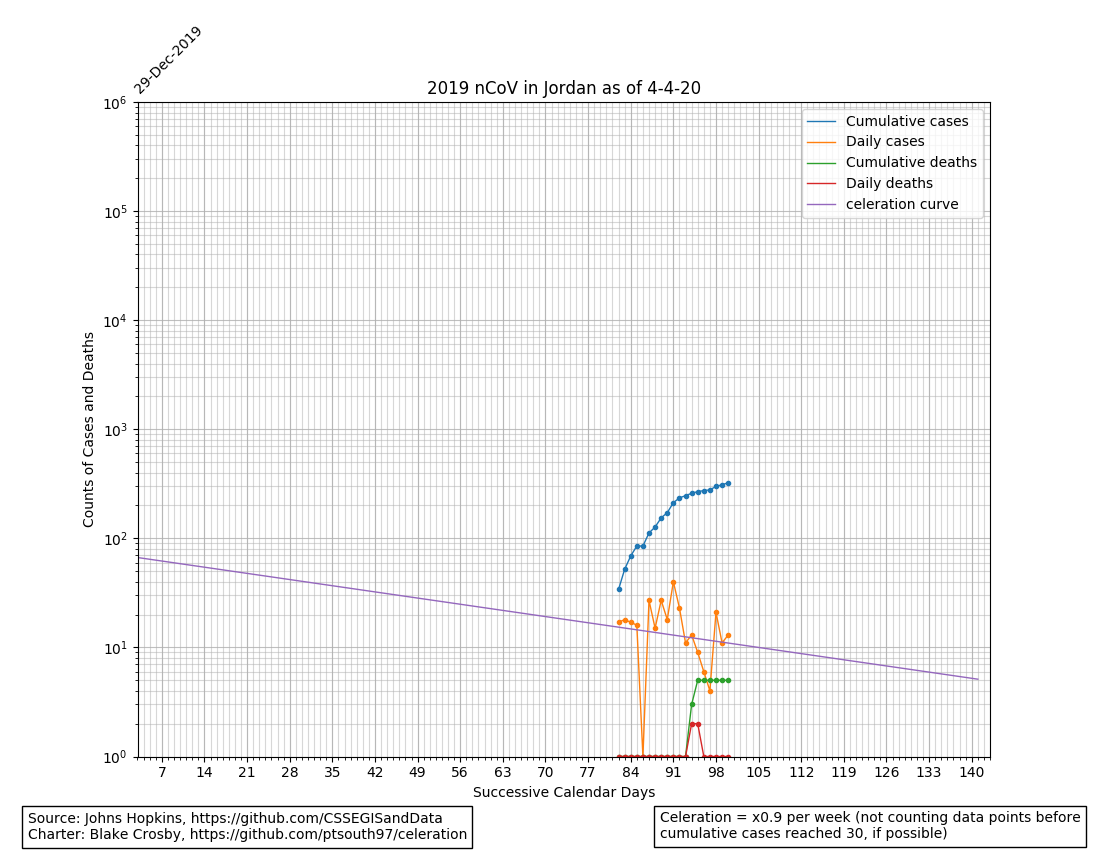 29-Dec-2019
2019 nCoV in Jordan as of 4-4-20
Cumulative cases
Daily cases
Cumulative deaths
Daily deaths
celeration curve
Counts of Cases and Deaths
10⁶
10⁵
10⁴
10³
10²
10¹
10⁰
7 14 21 28 35 42 49 56 63 70 77 84 91 98 105 112 119 126 133 140
Successive Calendar Days
Source: Johns Hopkins, https://github.com/CSSEGISandData
Charter: Blake Crosby, https://github.com/ptsouth97/celeration
Celeration = x0.9 per week (not counting data points before
cumulative cases reached 30, if possible)